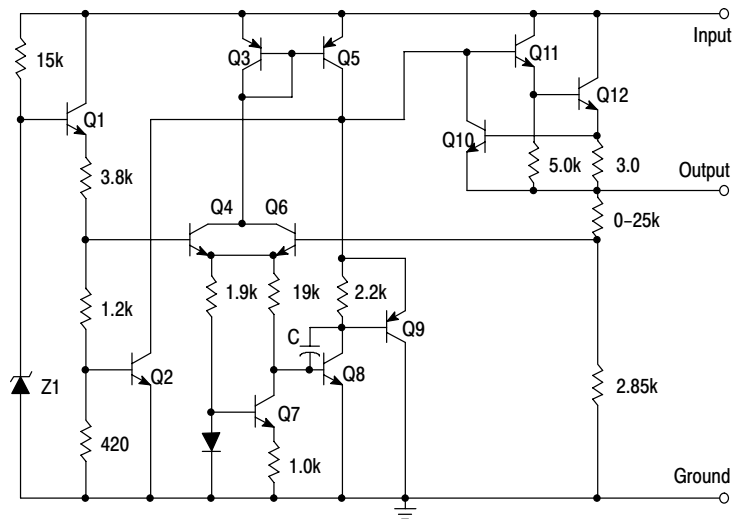 Input
15k
Q3
Q5
Q11
Q12
Q1
Q10
5.0k
3.0
Output
3.8k
Q4
Q6
0–25k
1.2k
1.9k
19k
2.2k
C
Q9
Z1
Q2
Q8
2.85k
Q7
420
1.0k
Ground